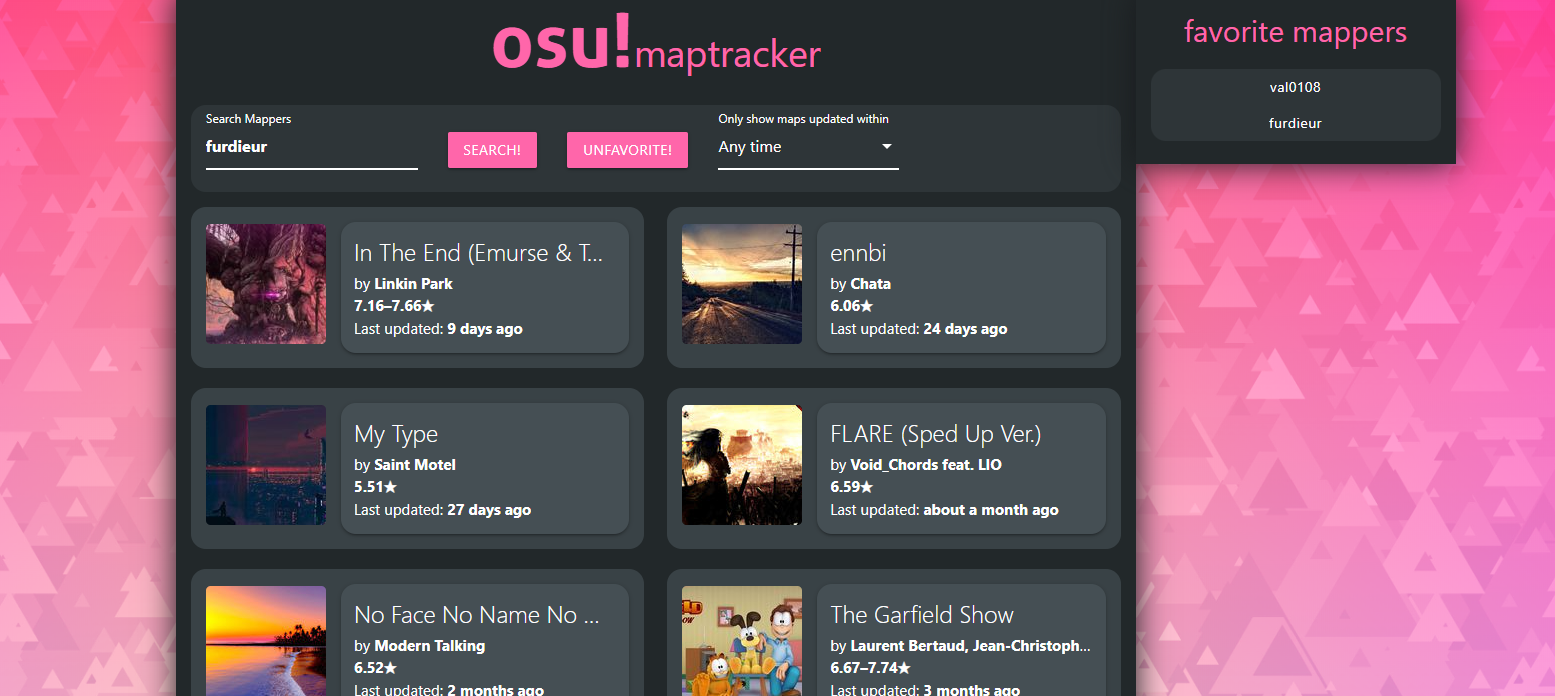 osu!maptracker
Search Mappers
furdieur
SEARCH!
UNFAVORITE!
Only show maps updated within
Any time
In The End (Emurse & T...
by Linkin Park
7.16–7.66★
Last updated: 9 days ago
ennbi
by Chata
6.06★
Last updated: 24 days ago
My Type
by Saint Motel
5.51★
Last updated: 27 days ago
FLARE (Sped Up Ver.)
by Void_Chords feat. LIO
6.59★
Last updated: about a month ago
No Face No Name No ...
by Modern Talking
6.52★
Last updated: 2 months ago
The Garfield Show
by Laurent Bertaud, Jean-Christoph...
6.67–7.74★
Last updated: 3 months ago
favorite mappers
val0108
furdieur